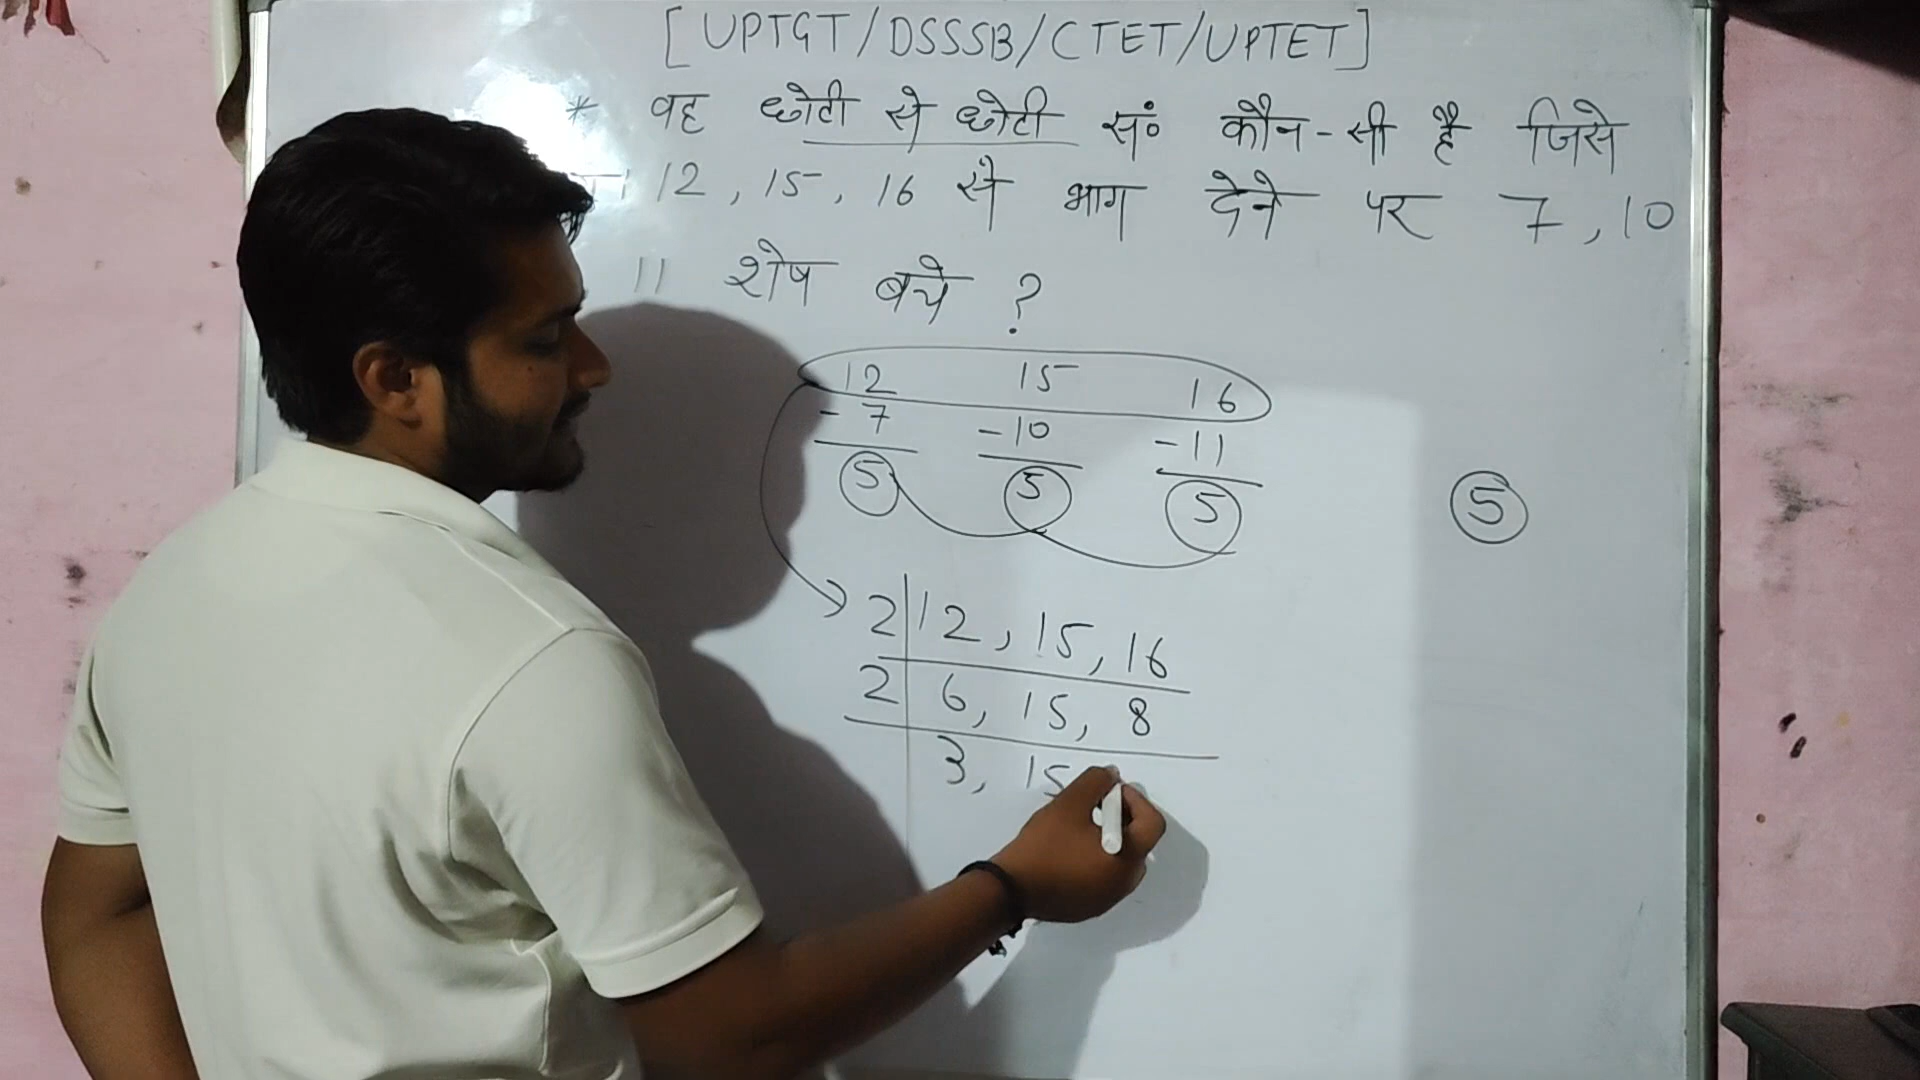 [UPTGT/DSSSB/CTET/UPTET]
* वह छोटी से छोटी सं० कौन-सी है जिसे
12, 15, 16 से भाग देने पर 7, 10
11 शेष बचे ?
12 15 16
-7 -10 -11
5 5 5 5
2 12, 15, 16
2 6, 15, 8
3, 15